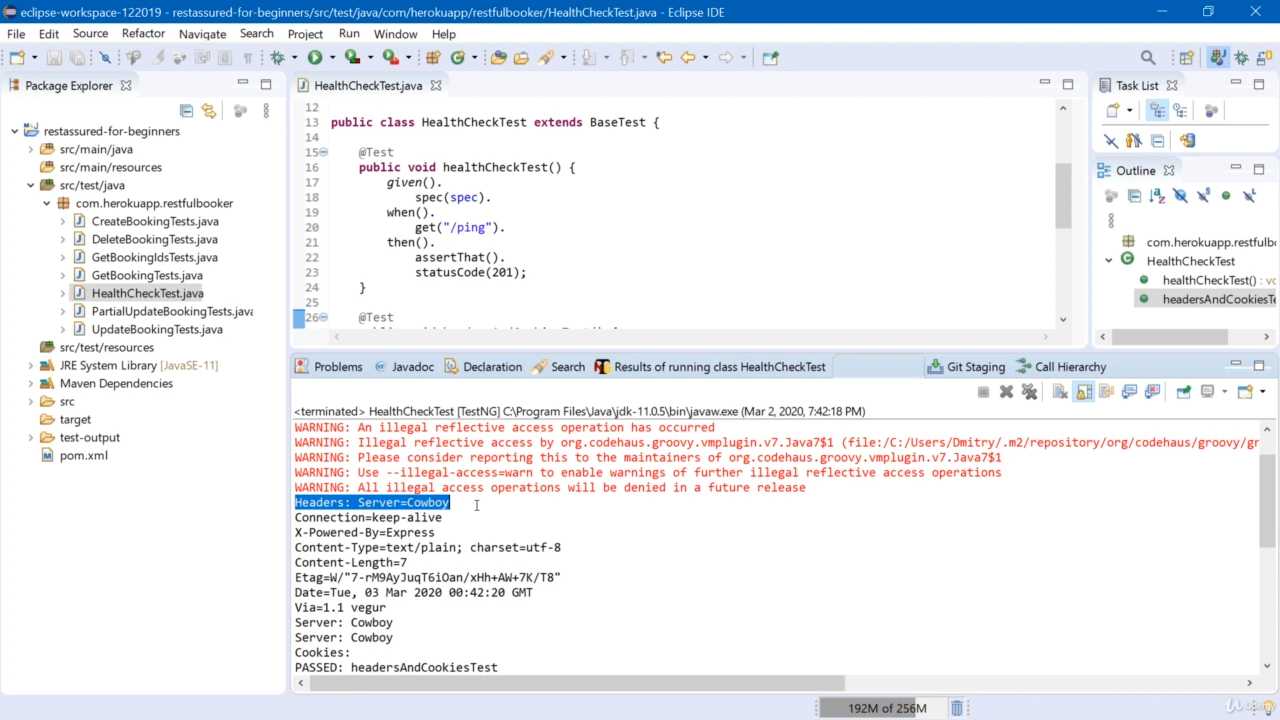 eclipse-workspace-122019 - restassured-for-beginners/src/test/java/com/herokuapp/restfulbooker/HealthCheckTest.java - Eclipse IDE
File Edit Source Refactor Navigate Search Project Run Window Help
Package Explorer
restassured-for-beginners
src/main/java
src/main/resources
src/test/java
com.herokuapp.restfulbooker
CreateBookingTests.java
DeleteBookingTests.java
GetBookingIdsTests.java
GetBookingTests.java
HealthCheckTest.java
PartialUpdateBookingTests.java
UpdateBookingTests.java
src/test/resources
JRE System Library [JavaSE-11]
Maven Dependencies
src
target
test-output
pom.xml
HealthCheckTest.java
12
13 public class HealthCheckTest extends BaseTest {
14
15 @Test
16 public void healthCheckTest() {
17 given().
18 spec(spec).
19 when().
20 get("/ping").
21 then().
22 assertThat().
23 statusCode(201);
24 }
25
26 @Test
Task List
Outline
com.herokuapp.restfulbo
HealthCheckTest
healthCheckTest() : vo
headersAndCookiesTe
Problems Javadoc Declaration Search Results of running class HealthCheckTest Git Staging Call Hierarchy
<terminated> HealthCheckTest [TestNG] C:\Program Files\Java\jdk-11.0.5\bin\javaw.exe (Mar 2, 2020, 7:42:18 PM)
WARNING: An illegal reflective access operation has occurred
WARNING: Illegal reflective access by org.codehaus.groovy.vmplugin.v7.Java7$1 (file:/C:/Users/Dmitry/.m2/repository/org/codehaus/groovy/gr
WARNING: Please consider reporting this to the maintainers of org.codehaus.groovy.vmplugin.v7.Java7$1
WARNING: Use --illegal-access=warn to enable warnings of further illegal reflective access operations
WARNING: All illegal access operations will be denied in a future release
Headers: Server=Cowboy
Connection=keep-alive
X-Powered-By=Express
Content-Type=text/plain; charset=utf-8
Content-Length=7
Etag=W/"7-rM9AyJuqT6iOan/xHh+AW+7K/T8"
Date=Tue, 03 Mar 2020 00:42:20 GMT
Via=1.1 vegur
Server: Cowboy
Server: Cowboy
Cookies:
PASSED: headersAndCookiesTest
192M of 256M